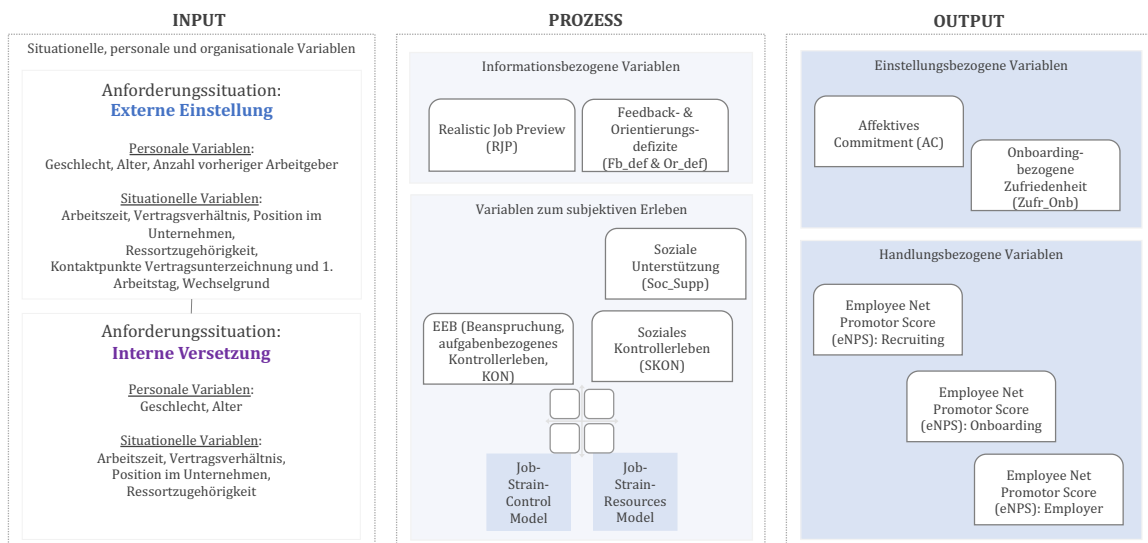 INPUT
Situationelle, personale und organisationale Variablen
Anforderungssituation:
Externe Einstellung
Personale Variablen:
Geschlecht, Alter, Anzahl vorheriger Arbeitgeber
Situationelle Variablen:
Arbeitszeit, Vertragsverhältnis, Position im
Unternehmen,
Ressortzugehörigkeit,
Kontaktpunkte Vertragsunterzeichnung und 1.
Arbeitstag, Wechselgrund
Anforderungssituation:
Interne Versetzung
Personale Variablen:
Geschlecht, Alter
Situationelle Variablen:
Arbeitszeit, Vertragsverhältnis,
Position im Unternehmen,
Ressortzugehörigkeit
PROZESS
Informationsbezogene Variablen
Realistic Job Preview
(RJP)
Feedback- &
Orientierungs-
defizite
(Fb_def & Or_def)
Variablen zum subjektiven Erleben
Soziale
Unterstützung
(Soc_Supp)
EEB (Beanspruchung,
aufgabenbezogenes
Kontrollerleben,
KON)
Soziales
Kontrollerleben
(SKON)
Job-
Strain-
Control
Model
Job-
Strain-
Resources
Model
OUTPUT
Einstellungsbezogene Variablen
Affektives
Commitment (AC)
Onboarding-
bezogene
Zufriedenheit
(Zufr_Onb)
Handlungsbezogene Variablen
Employee Net
Promotor Score
(eNPS): Recruiting
Employee Net
Promotor Score
(eNPS): Onboarding
Employee Net
Promotor Score
(eNPS): Employer